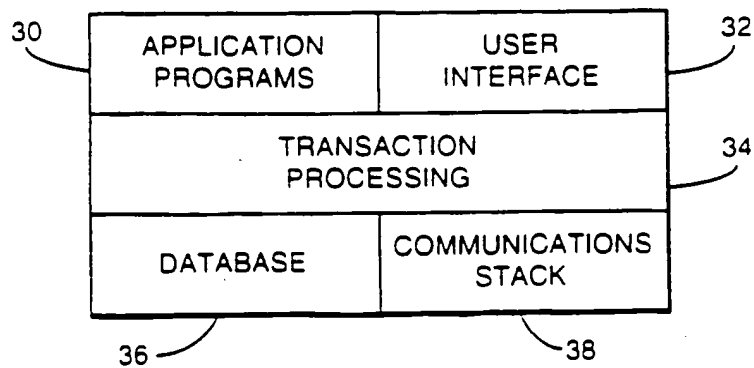 30
APPLICATION
PROGRAMS
USER
INTERFACE
32
TRANSACTION
PROCESSING
34
DATABASE
COMMUNICATIONS
STACK
36
38